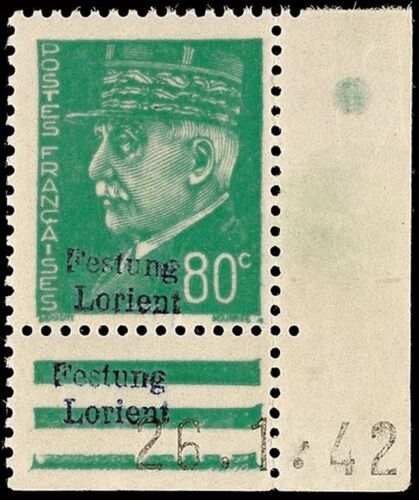 POSTES FRANÇAISES
80c
Festung
Lorient
Festung
Lorient
26.1.42